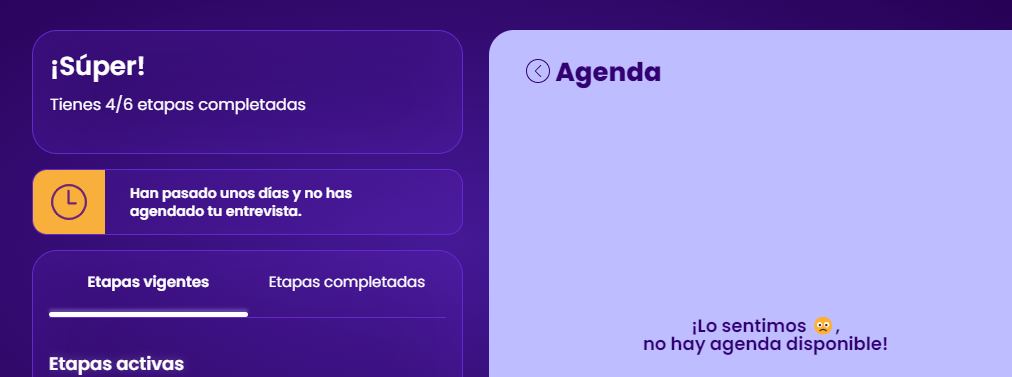 ¡Súper!
Tienes 4/6 etapas completadas
Han pasado unos días y no has
agendado tu entrevista.
Etapas vigentes
Etapas completadas
Etapas activas
Agenda
¡Lo sentimos 😳,
no hay agenda disponible!